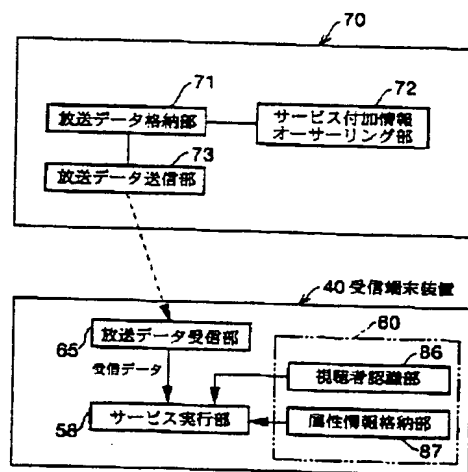 70
71
72
放送データ格納部
サービス付加情報
オーサリング部
73
放送データ送信部
40 受信端末装置
60
放送データ受信部
65
86
受信データ
視聴者認識部
58
サービス実行部
属性情報格納部
87